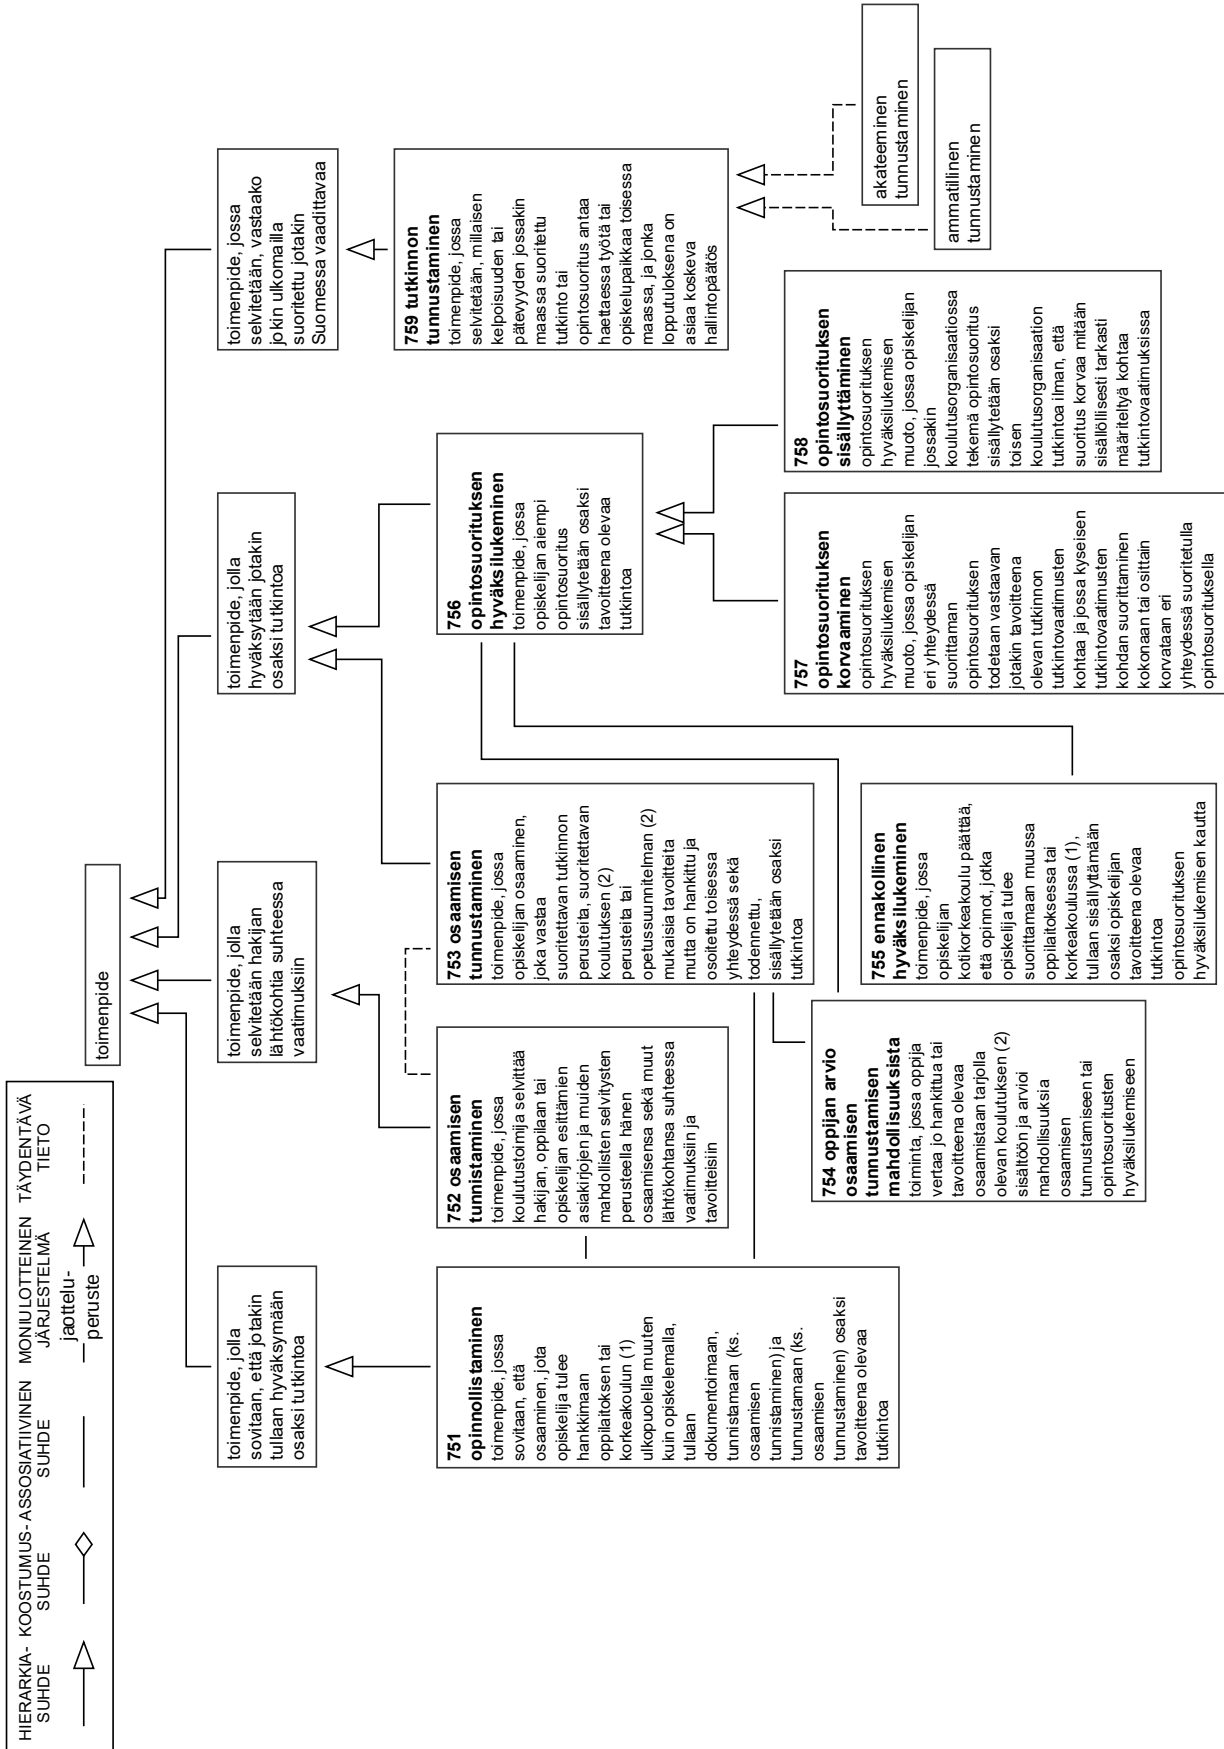 HIERARKIA-
SUHDE
KOOSTUMUS-
SUHDE
ASSOSIATIIVINEN
SUHDE
MONIULOTTEINEN
JÄRJESTELMÄ
jaottelu-
peruste
TÄYDENTÄVÄ
TIETO
toimenpide
toimenpide, jolla
sovitaan, että jotakin
tullaan hyväksymään
osaksi tutkintoa
toimenpide, jolla
selvitetään hakijan
lähtökohtia suhteessa
vaatimuksiin
toimenpide, jolla
hyväksytään jotakin
osaksi tutkintoa
toimenpide, jossa
selvitetään, vastaako
jokin ulkomailla
suoritettu jotakin
Suomessa vaadittavaa
751
opinnollistaminen
toimenpide, jossa
sovitaan, että
osaaminen, jota
opiskelija tulee
hankkimaan
oppilaitoksen tai
korkeakoulun (1)
ulkopuolella muuten
kuin opiskelemalla,
tullaan
dokumentoimaan,
tunnistamaan (ks.
osaamisen
tunnistaminen) ja
tunnustamaan (ks.
osaamisen
tunnustaminen) osaksi
tavoitteena olevaa
tutkintoa
752 osaamisen
tunnistaminen
toimenpide, jossa
koulutustoimija selvittää
hakijan, oppilaan tai
opiskelijan esittämien
asiakirjojen ja muiden
mahdollisten selvitysten
perusteella hänen
osaamisensa sekä muut
lähtökohtansa suhteessa
vaatimuksiin ja
tavoitteisiin
753 osaamisen
tunnustaminen
toimenpide, jossa
opiskelijan osaaminen,
joka vastaa
suoritettavan tutkinnon
perusteita, suoritettavan
koulutuksen (2)
perusteita tai
opetussuunnitelman (2)
mukaisia tavoitteita
mutta on hankittu ja
osoitettu toisessa
yhteydessä sekä
todennettu,
sisällytetään osaksi
tutkintoa
756
opintosuorituksen
hyväksilukeminen
toimenpide, jossa
opiskelijan aiempi
opintosuoritus
sisällytetään osaksi
tavoitteena olevaa
tutkintoa
759 tutkinnon
tunnustaminen
toimenpide, jossa
selvitetään, millaisen
kelpoisuuden tai
pätevyyden jossakin
maassa suoritettu
tutkinto tai
opintosuoritus antaa
haettaessa työtä tai
opiskelupaikkaa toisessa
maassa, ja jonka
lopputuloksena on
asiaa koskeva
hallintopäätös
754 oppijan arvio
osaamisen
tunnustamisen
mahdollisuuksista
toiminta, jossa oppija
vertaa jo hankittua tai
tavoitteena olevaa
osaamistaan tarjolla
olevan koulutuksen (2)
sisältöön ja arvioi
mahdollisuuksia
osaamisen
tunnustamiseen tai
opintosuoritusten
hyväksilukemiseen
755 ennakollinen
hyväksilukeminen
toimenpide, jossa
opiskelijan
kotikorkeakoulu päättää,
että opinnot, jotka
opiskelija tulee
suorittamaan muussa
oppilaitoksessa tai
korkeakoulussa (1),
tullaan sisällyttämään
osaksi opiskelijan
tavoitteena olevaa
tutkintoa
opintosuorituksen
hyväksilukemisen kautta
757
opintosuorituksen
korvaaminen
opintosuorituksen
hyväksilukemisen
muoto, jossa opiskelijan
eri yhteydessä
suorittaman
opintosuorituksen
todetaan vastaavan
jotakin tavoitteena
olevan tutkinnon
tutkintovaatimusten
kohtaa ja jossa kyseisen
tutkintovaatimusten
kohdan suorittaminen
kokonaan tai osittain
korvataan eri
yhteydessä suoritetulla
opintosuorituksella
758
opintosuorituksen
sisällyttäminen
opintosuorituksen
hyväksilukemisen
muoto, jossa opiskelijan
jossakin
koulutusorganisaatiossa
tekemä opintosuoritus
sisällytetään osaksi
toisen
koulutusorganisaation
tutkintoa ilman, että
suoritus korvaa mitään
sisällöllisesti tarkasti
määriteltyä kohtaa
tutkintovaatimuksissa
akateeminen
tunnustaminen
ammatillinen
tunnustaminen